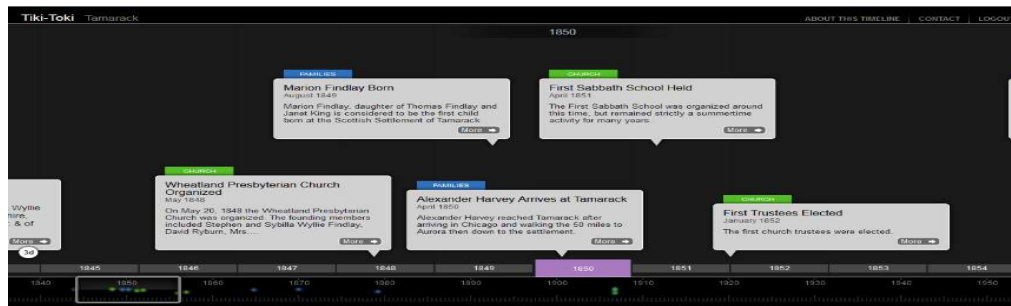 Tiki-Toki Tamarack
ABOUT THIS TIMELINE | CONTACT | LOGOU
1850
FAMILIES
Marion Findlay Born
August 1849
Marion Findlay, daughter of Thomas Findlay and
Janet King is considered to be the first child
born at the Scottish Settlement of Tamarack
More
CHURCH
First Sabbath School Held
April 1851
The First Sabbath School was organized around
this time, but remained strictly a summertime
activity for many years
More
Wyllie
& of
More
3d
CHURCH
Wheatland Presbyterian Church
Organized
May 1848
On May 20, 1848 the Wheatland Presbyterian
Church was organized. The founding members
included Stephen and Sybilla Wyllie Findlay,
David Ryburn, Mrs....
More
FAMILIES
Alexander Harvey Arrives at Tamarack
April 1850
Alexander Harvey reached Tamarack after
arriving in Chicago and walking the 50 miles to
Aurora then down to the settlement.
More
CHURCH
First Trustees Elected
January 1852
The first church trustees were elected.
More
1845 1846 1847 1848 1849 1850 1851 1852 1853 1854
1840 1850 1860 1870 1880 1890 1900 1910 1920 1930 1940 1950